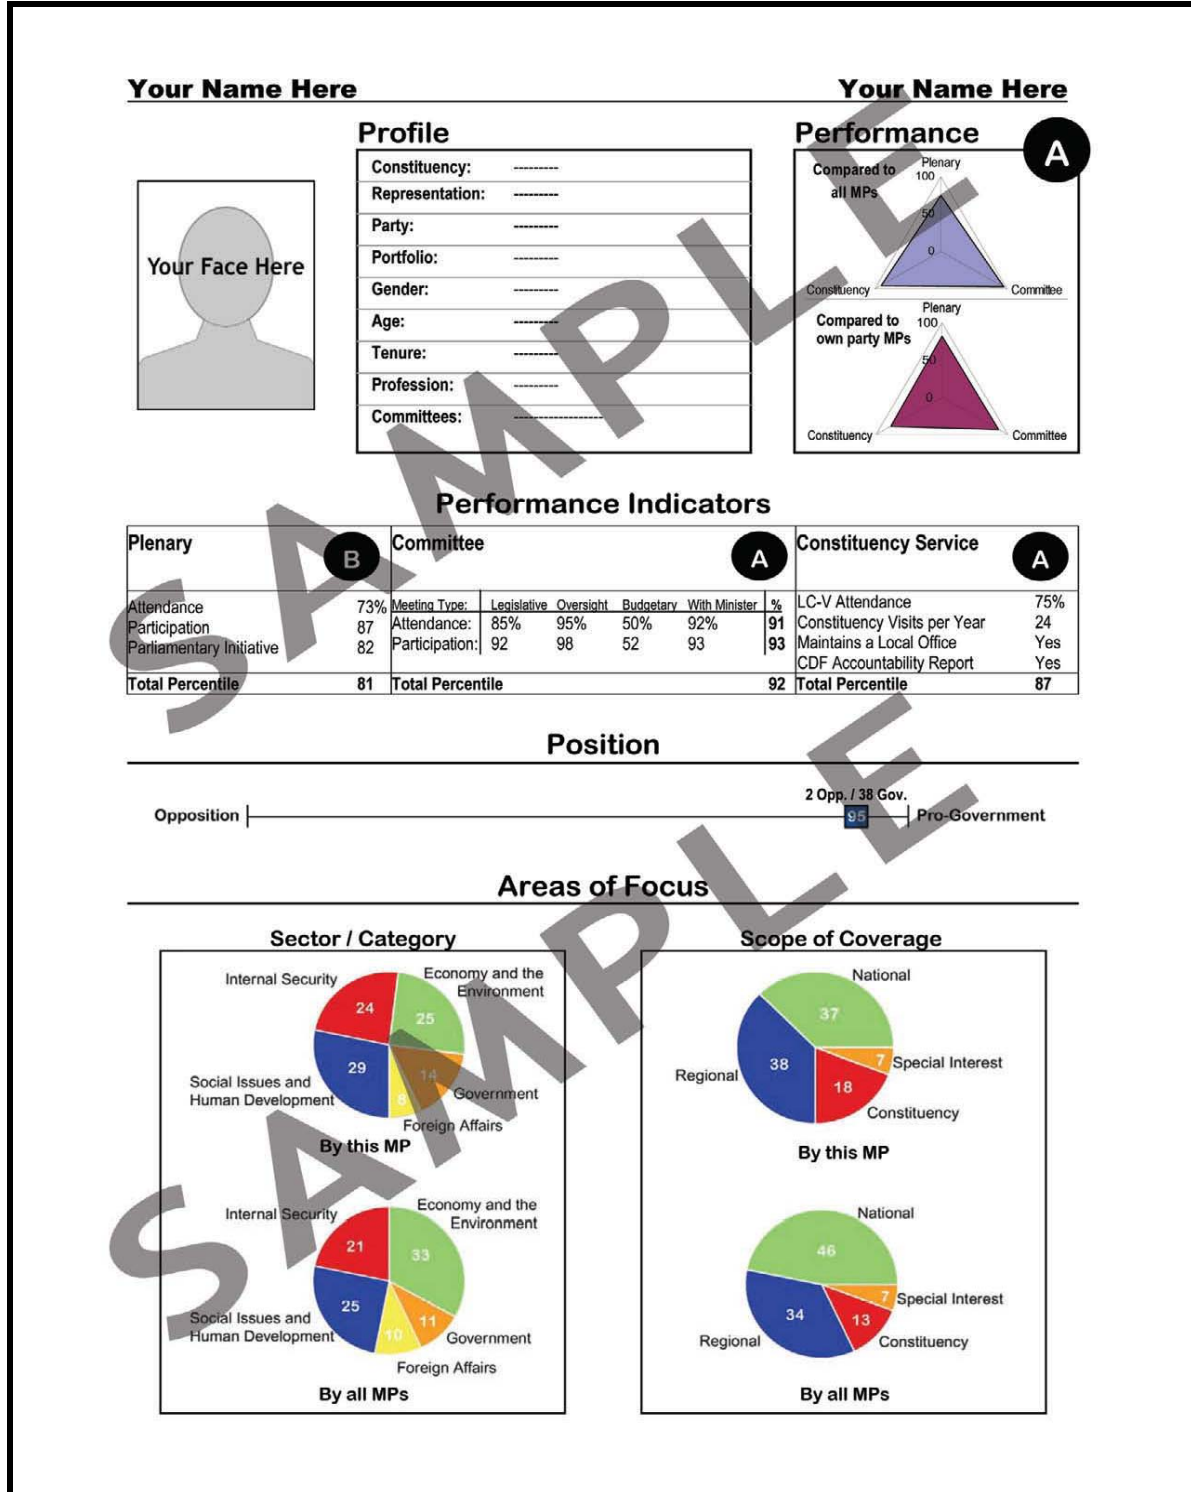 Your Name Here
Your Name Here
Profile
Performance
A
Your Face Here
Constituency: ---------
Representation: ---------
Party: ---------
Portfolio: ---------
Gender: ---------
Age: ---------
Tenure: ---------
Profession: ---------
Committees: ------------------
Compared to
all MPs
Plenary
100
50
0
Constituency
Committee
Compared to
own party MPs
Plenary
100
50
0
Constituency
Committee
Performance Indicators
Plenary
B
Attendance 73%
Participation 87
Parliamentary Initiative 82
Total Percentile 81
Committee
A
Meeting Type: Legislative Oversight Budgetary With Minister %
Attendance: 85% 95% 50% 92% 91
Participation: 92 98 52 93 93
Total Percentile 92
Constituency Service
A
LC-V Attendance 75%
Constituency Visits per Year 24
Maintains a Local Office Yes
CDF Accountability Report Yes
Total Percentile 87
Position
2 Opp. / 38 Gov.
Opposition 95 Pro-Government
Areas of Focus
Sector / Category
Internal Security
Economy and the
Environment
24
25
29
14
8
Social Issues and
Human Development
Government
Foreign Affairs
By this MP
Internal Security
Economy and the
Environment
21
33
25
11
10
Social Issues and
Human Development
Government
Foreign Affairs
By all MPs
Scope of Coverage
National
37
38
7
18
Regional
Special Interest
Constituency
By this MP
National
46
34
7
13
Regional
Special Interest
Constituency
By all MPs
SAMPLE
SAMPLE